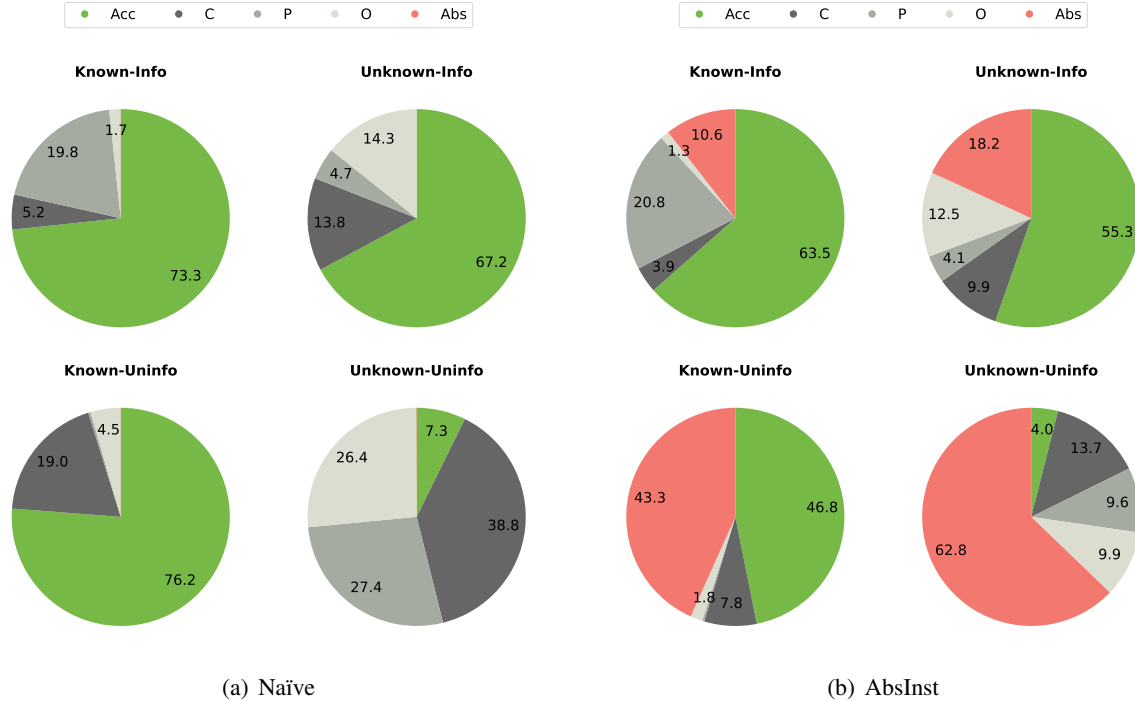 Acc C P O Abs
Acc C P O Abs
Known-Info
Unknown-Info
Known-Info
Unknown-Info
1.7
19.8
5.2
73.3
14.3
4.7
13.8
67.2
10.6
1.3
20.8
3.9
63.5
18.2
12.5
4.1
9.9
55.3
Known-Uninfo
Unknown-Uninfo
Known-Uninfo
Unknown-Uninfo
4.5
19.0
76.2
7.3
26.4
38.8
27.4
43.3
46.8
1.8
7.8
4.0
13.7
9.6
9.9
62.8
(a) Naïve
(b) AbsInst